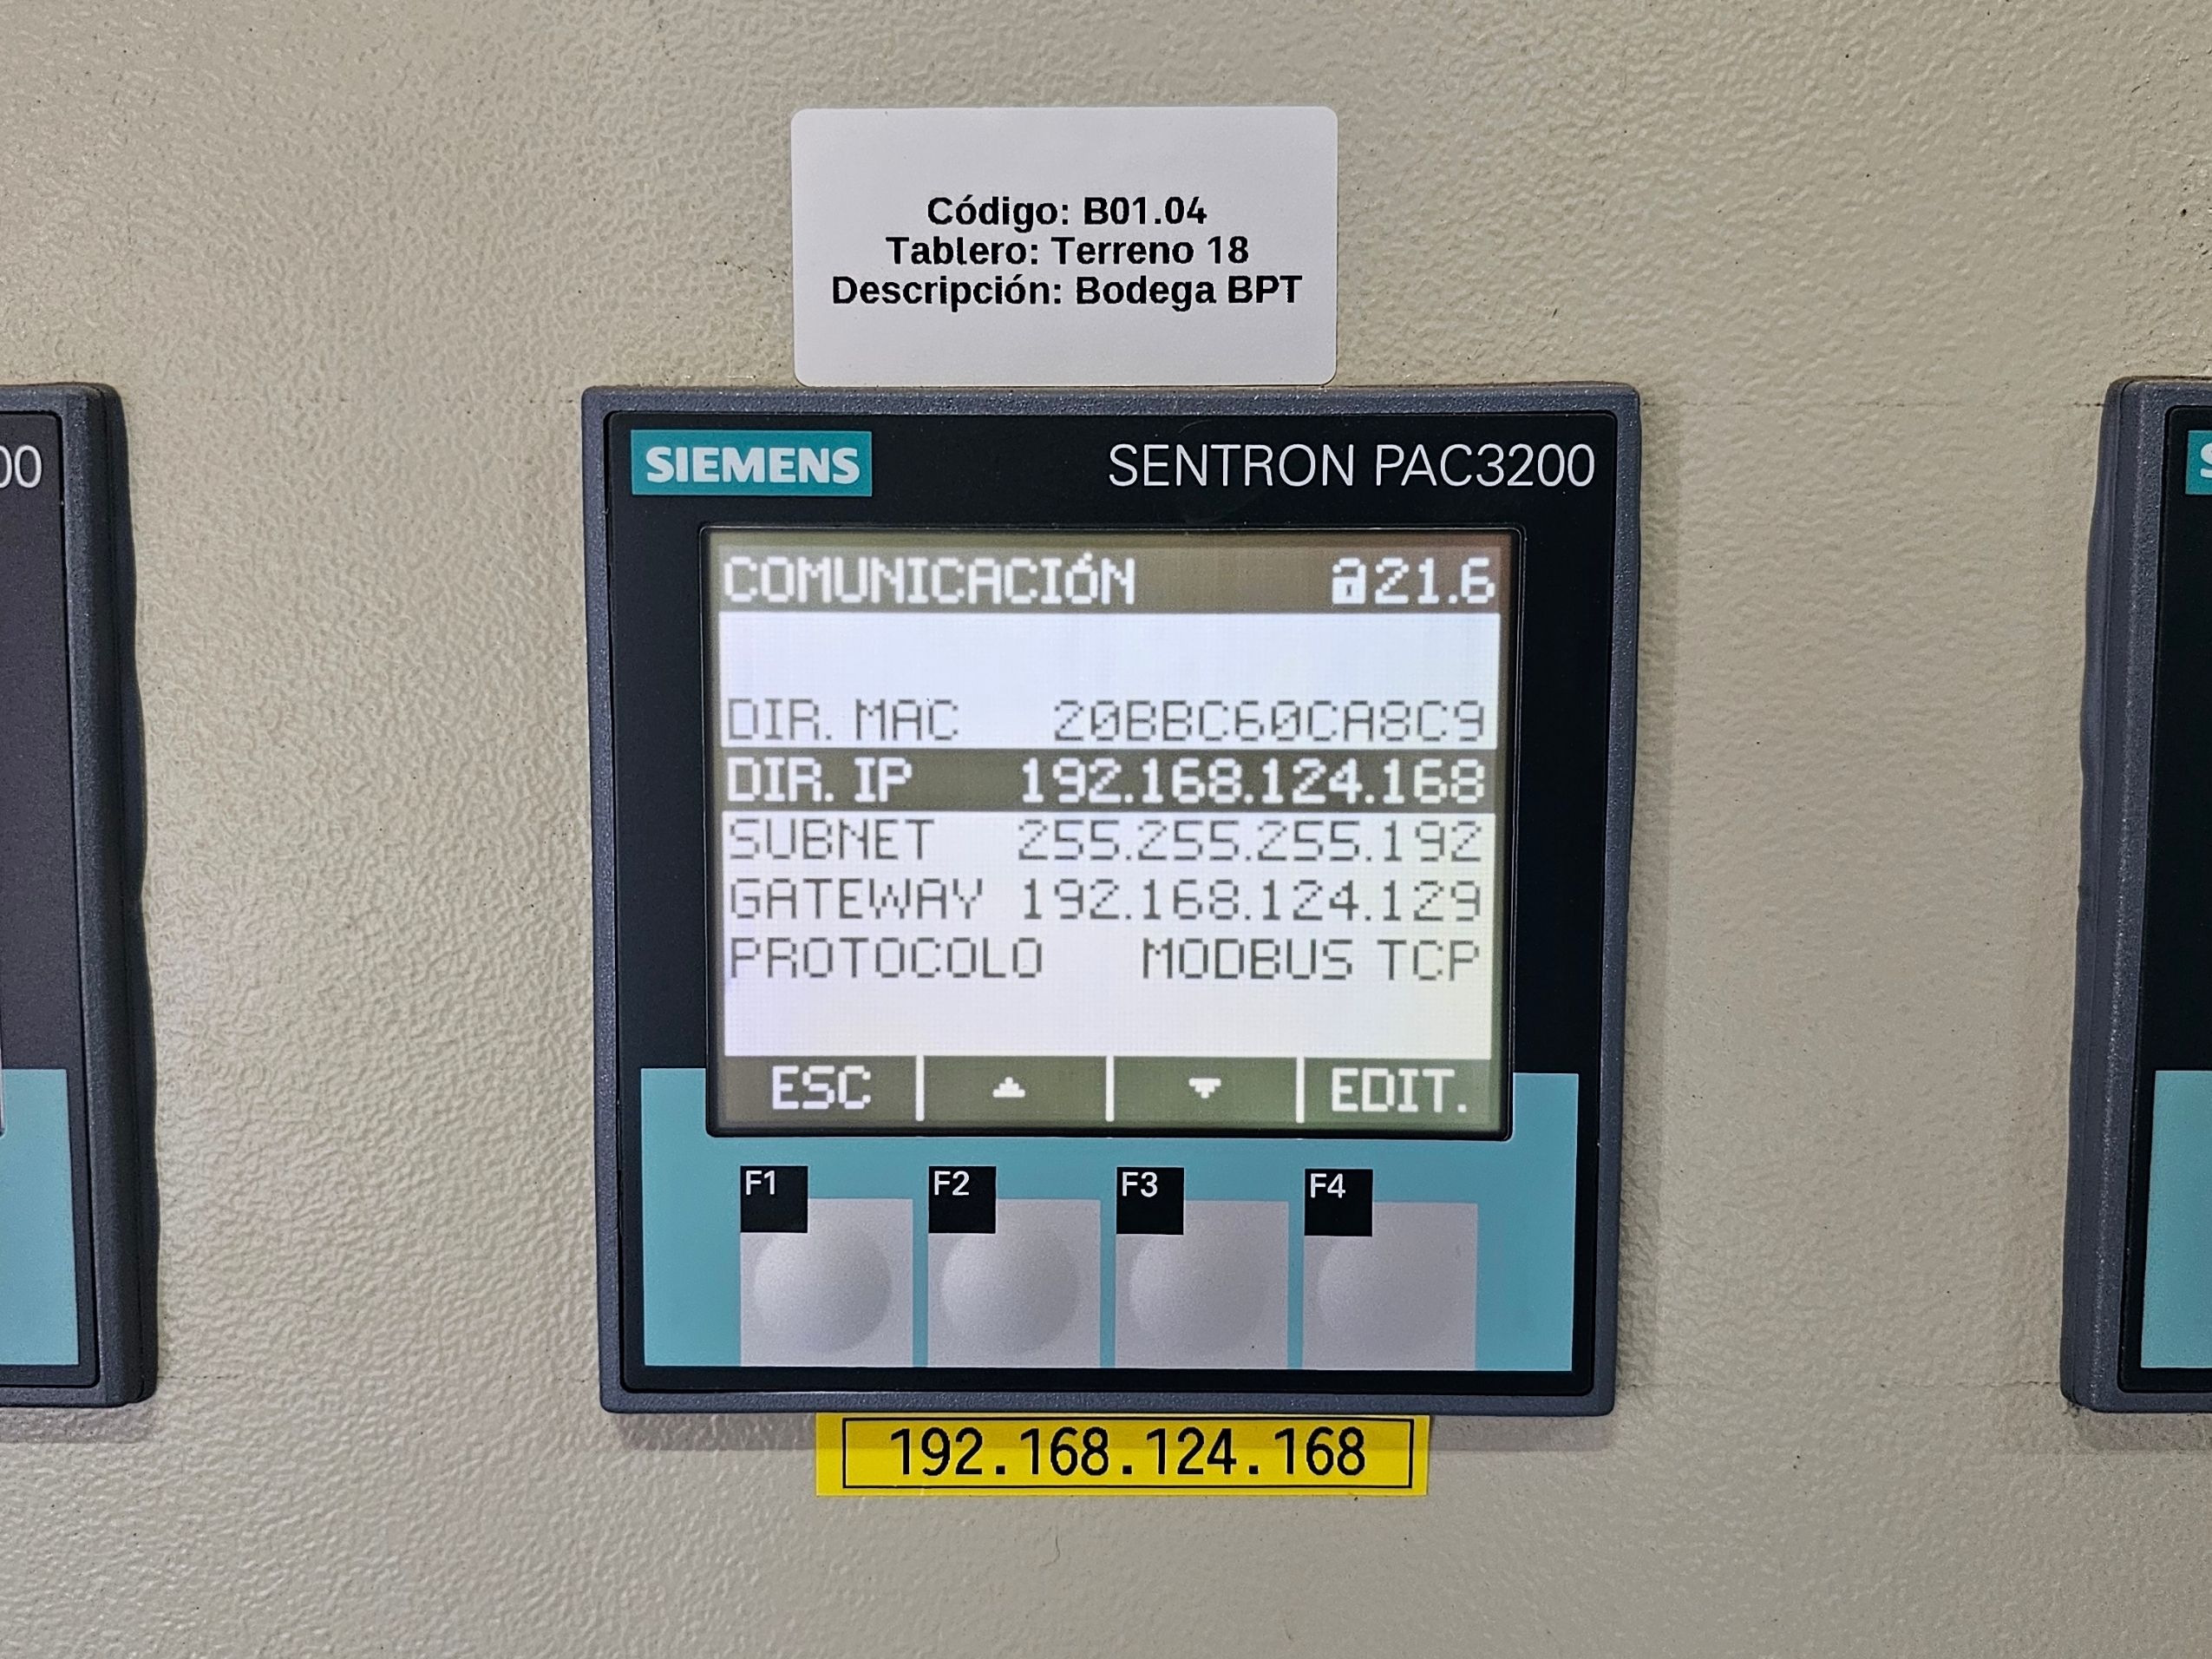 Código: B01.04
Tablero: Terreno 18
Descripción: Bodega BPT
00
SIEMENS
SENTRON PAC3200
S
COMUNICACIÓN 21.6
DIR. MAC 20BBC60CA8C9
DIR. IP 192.168.124.168
SUBNET 255.255.255.192
GATEWAY 192.168.124.129
PROTOCOLO MODBUS TCP
ESC EDIT.
F1 F2 F3 F4
192.168.124.168